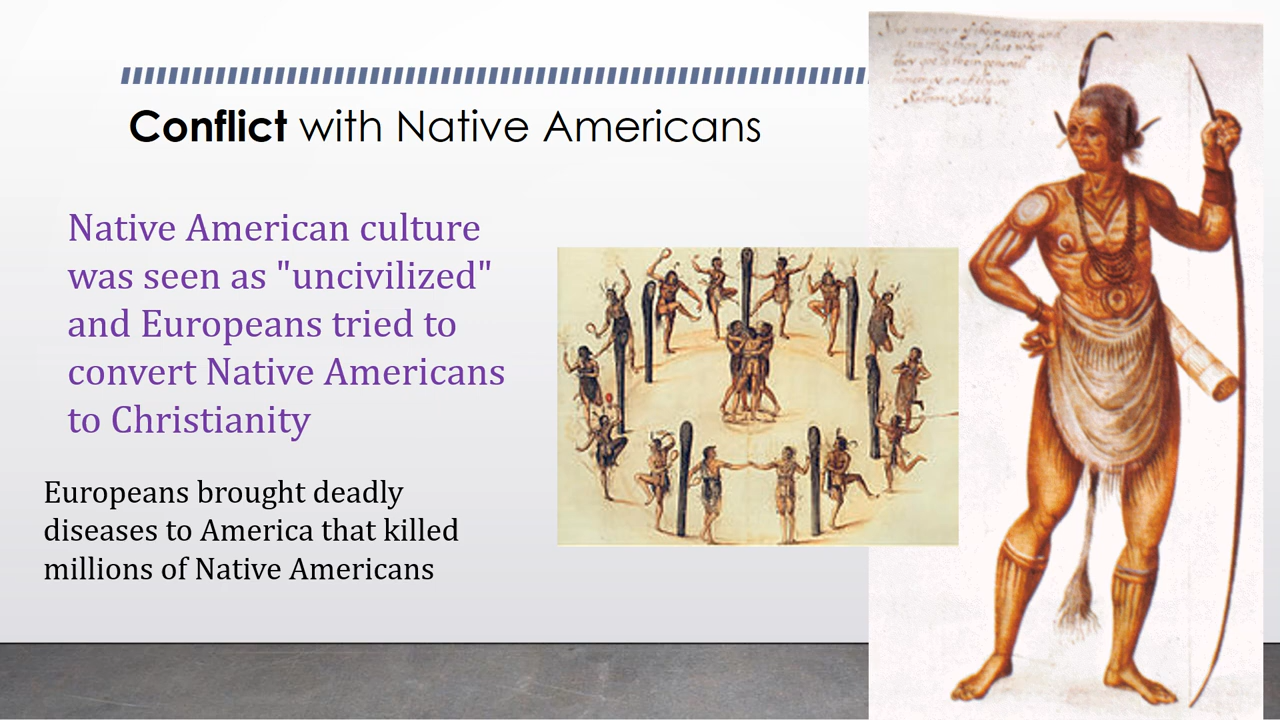 Conflict with Native Americans
Native American culture
was seen as "uncivilized"
and Europeans tried to
convert Native Americans
to Christianity
Europeans brought deadly
diseases to America that killed
millions of Native Americans